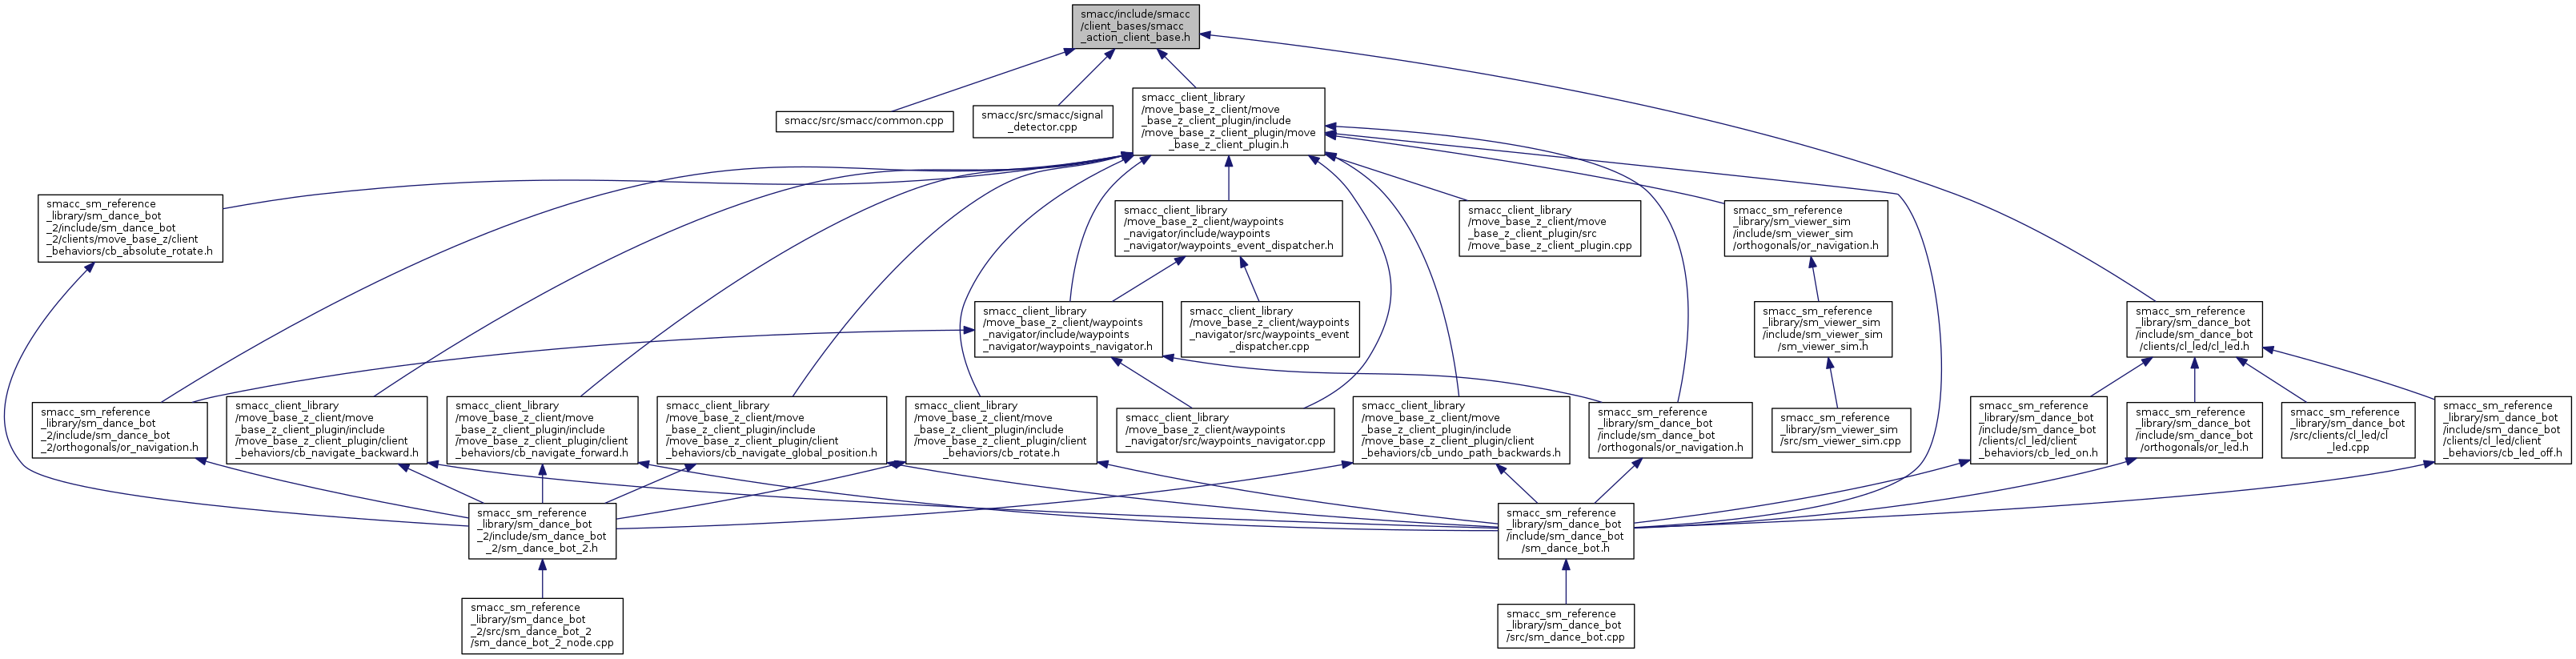 smacc/include/smacc
/client_bases/smacc
_action_client_base.h
smacc/src/smacc/common.cpp
smacc/src/smacc/signal
_detector.cpp
smacc_client_library
/move_base_z_client/move
_base_z_client_plugin/include
/move_base_z_client_plugin/move
_base_z_client_plugin.h
smacc_sm_reference
_library/sm_dance_bot
_2/include/sm_dance_bot
_2/clients/move_base_z/client
_behaviors/cb_absolute_rotate.h
smacc_client_library
/move_base_z_client/waypoints
_navigator/include/waypoints
_navigator/waypoints_event_dispatcher.h
smacc_client_library
/move_base_z_client/move
_base_z_client_plugin/src
/move_base_z_client_plugin.cpp
smacc_sm_reference
_library/sm_viewer_sim
/include/sm_viewer_sim
/orthogonals/or_navigation.h
smacc_client_library
/move_base_z_client/waypoints
_navigator/include/waypoints
_navigator/waypoints_navigator.h
smacc_client_library
/move_base_z_client/waypoints
_navigator/src/waypoints_event
_dispatcher.cpp
smacc_sm_reference
_library/sm_viewer_sim
/include/sm_viewer_sim
/sm_viewer_sim.h
smacc_sm_reference
_library/sm_dance_bot
/include/sm_dance_bot
/clients/cl_led/cl_led.h
smacc_sm_reference
_library/sm_dance_bot
_2/include/sm_dance_bot
_2/orthogonals/or_navigation.h
smacc_client_library
/move_base_z_client/move
_base_z_client_plugin/include
/move_base_z_client_plugin/client
_behaviors/cb_navigate_backward.h
smacc_client_library
/move_base_z_client/move
_base_z_client_plugin/include
/move_base_z_client_plugin/client
_behaviors/cb_navigate_forward.h
smacc_client_library
/move_base_z_client/move
_base_z_client_plugin/include
/move_base_z_client_plugin/client
_behaviors/cb_navigate_global_position.h
smacc_client_library
/move_base_z_client/move
_base_z_client_plugin/include
/move_base_z_client_plugin/client
_behaviors/cb_rotate.h
smacc_client_library
/move_base_z_client/waypoints
_navigator/src/waypoints_navigator.cpp
smacc_client_library
/move_base_z_client/move
_base_z_client_plugin/include
/move_base_z_client_plugin/client
_behaviors/cb_undo_path_backwards.h
smacc_sm_reference
_library/sm_dance_bot
/include/sm_dance_bot
/orthogonals/or_navigation.h
smacc_sm_reference
_library/sm_viewer_sim
/src/sm_viewer_sim.cpp
smacc_sm_reference
_library/sm_dance_bot
/include/sm_dance_bot
/clients/cl_led/client
_behaviors/cb_led_on.h
smacc_sm_reference
_library/sm_dance_bot
/include/sm_dance_bot
/orthogonals/or_led.h
smacc_sm_reference
_library/sm_dance_bot
/src/clients/cl_led/cl
_led.cpp
smacc_sm_reference
_library/sm_dance_bot
/include/sm_dance_bot
/clients/cl_led/client
_behaviors/cb_led_off.h
smacc_sm_reference
_library/sm_dance_bot
_2/include/sm_dance_bot
_2/sm_dance_bot_2.h
smacc_sm_reference
_library/sm_dance_bot
/include/sm_dance_bot
/sm_dance_bot.h
smacc_sm_reference
_library/sm_dance_bot
_2/src/sm_dance_bot_2
/sm_dance_bot_2_node.cpp
smacc_sm_reference
_library/sm_dance_bot
/src/sm_dance_bot.cpp